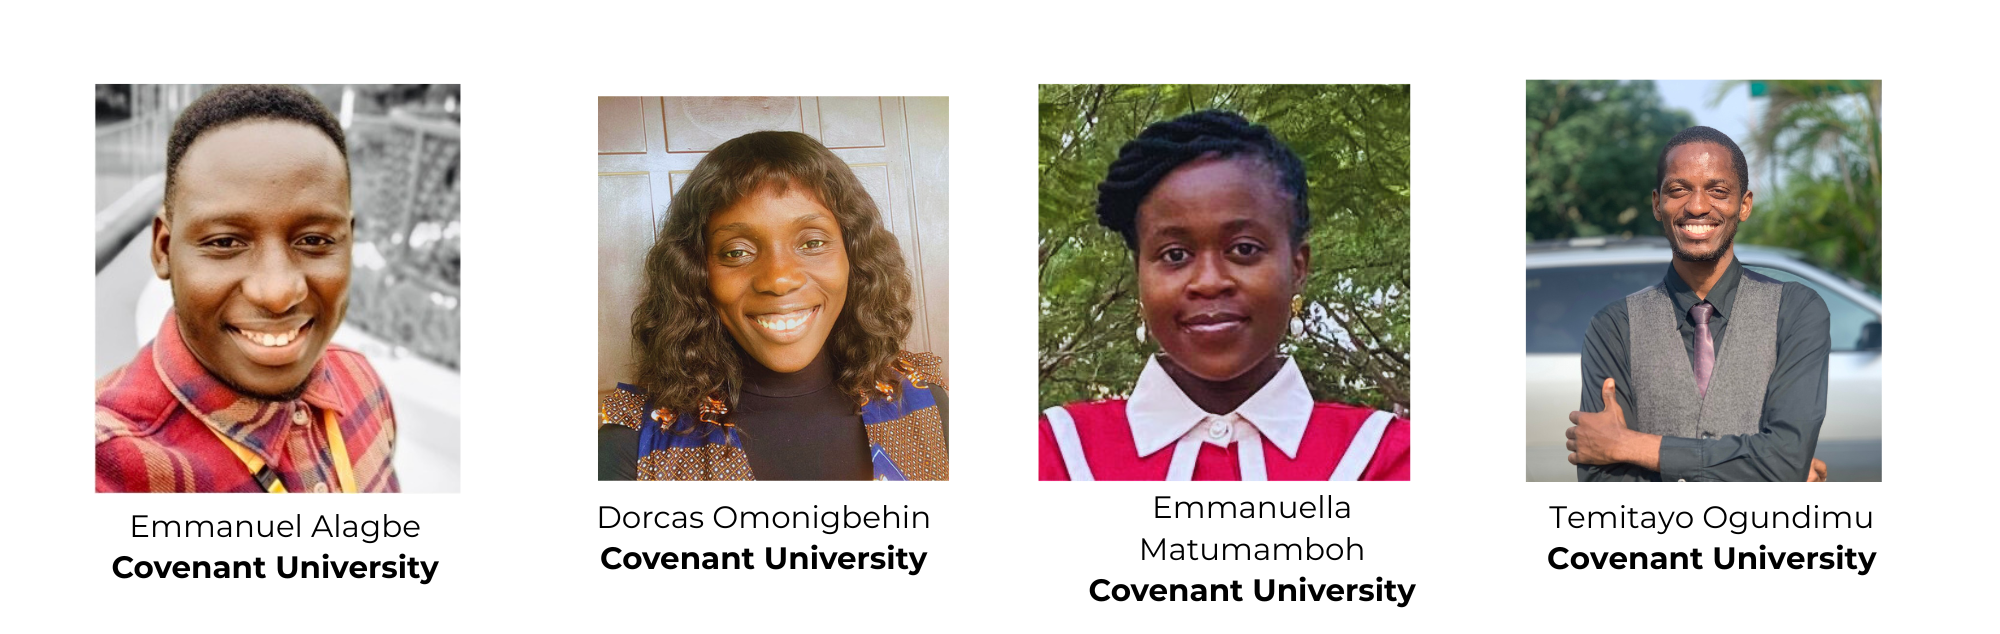 Emmanuel Alagbe
Covenant University
Dorcas Omonigbehin
Covenant University
Emmanuella
Matumamboh
Covenant University
Temitayo Ogundimu
Covenant University